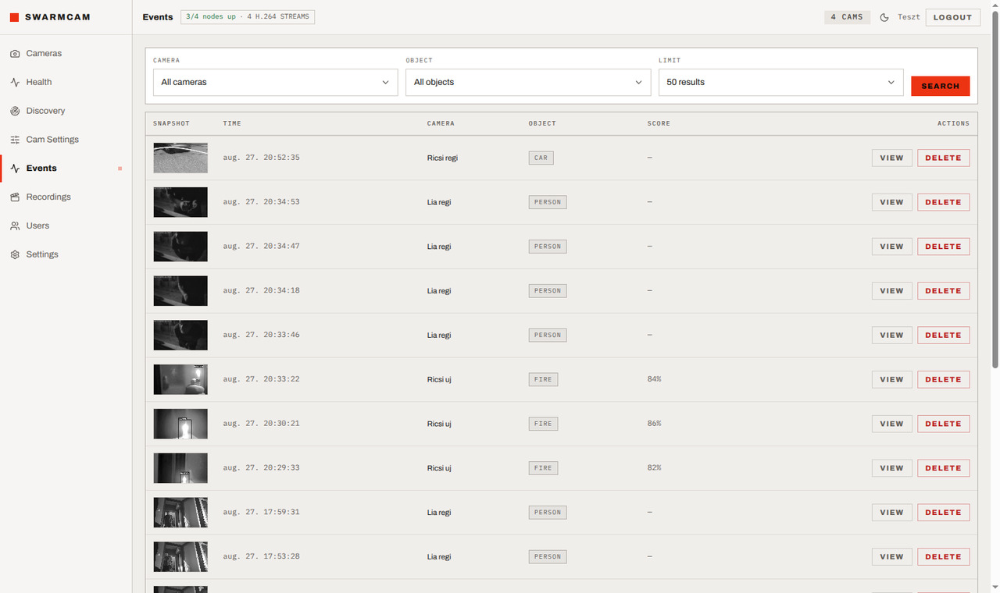 SWARMCAM
Events 3/4 nodes up · 4 H.264 STREAMS 4 CAMS Teszt LOGOUT
Cameras
Health
Discovery
Cam Settings
Events
Recordings
Users
Settings
CAMERA OBJECT LIMIT
All cameras All objects 50 results SEARCH
SNAPSHOT TIME CAMERA OBJECT SCORE ACTIONS
aug. 27. 20:52:35 Ricsi regi CAR — VIEW DELETE
aug. 27. 20:34:53 Lia regi PERSON — VIEW DELETE
aug. 27. 20:34:47 Lia regi PERSON — VIEW DELETE
aug. 27. 20:34:18 Lia regi PERSON — VIEW DELETE
aug. 27. 20:33:46 Lia regi PERSON — VIEW DELETE
aug. 27. 20:33:22 Ricsi uj FIRE 84% VIEW DELETE
aug. 27. 20:30:21 Ricsi uj FIRE 86% VIEW DELETE
aug. 27. 20:29:33 Ricsi uj FIRE 82% VIEW DELETE
aug. 27. 17:59:31 Lia regi PERSON — VIEW DELETE
aug. 27. 17:53:28 Lia regi PERSON — VIEW DELETE